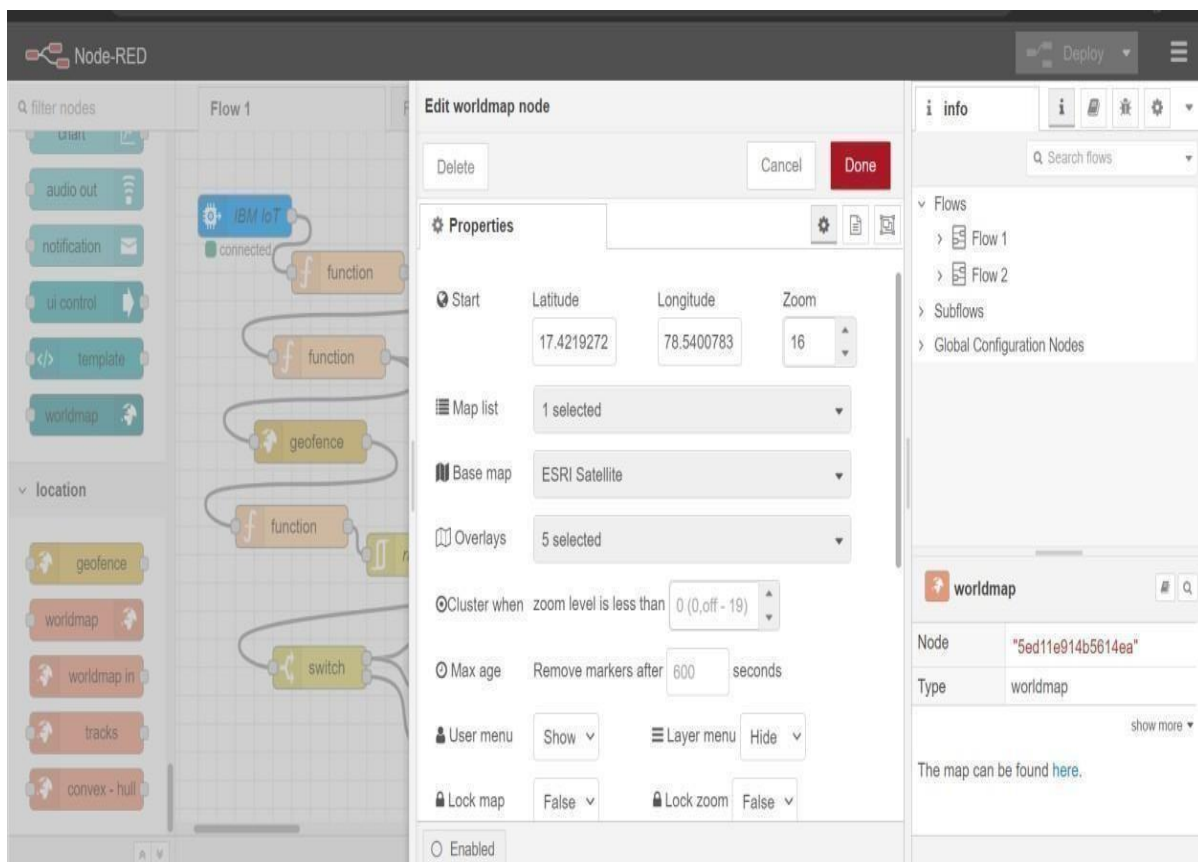 Node-RED
Deploy
filter nodes
chart
audio out
notification
ui control
template
worldmap
location
geofence
worldmap
worldmap in
tracks
convex - hull
Flow 1
IBM IoT
connected
function
function
geofence
function
switch
Edit worldmap node
Delete
Cancel
Done
Properties
Start
Latitude
Longitude
Zoom
17.4219272
78.5400783
16
Map list
1 selected
Base map
ESRI Satellite
Overlays
5 selected
Cluster when zoom level is less than 0 (0,off - 19)
Max age Remove markers after 600 seconds
User menu Show Layer menu Hide
Lock map False Lock zoom False
Enabled
i info
i
Search flows
Flows
Flow 1
Flow 2
Subflows
Global Configuration Nodes
worldmap
Node "5ed11e914b5614ea"
Type worldmap
show more
The map can be found here.